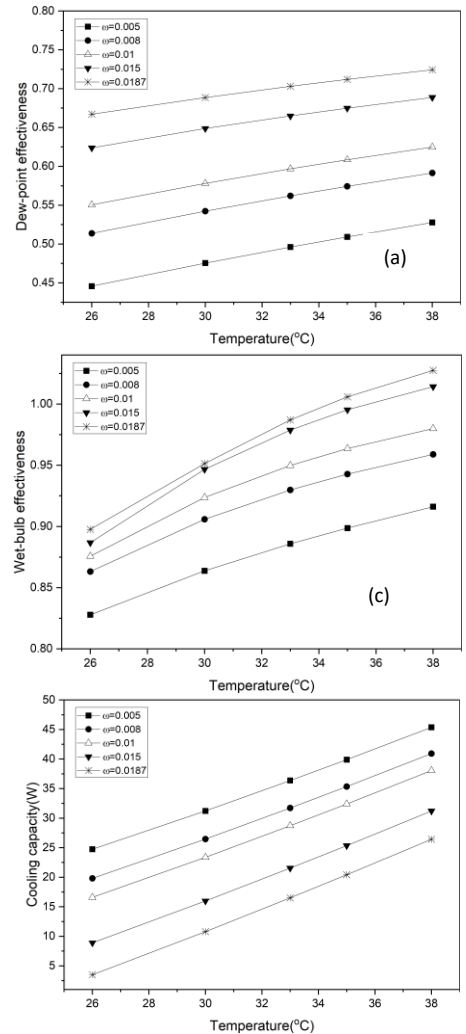 0.80
0.75
0.70
0.65
0.60
0.55
0.50
0.45
Dew-point effectiveness
ω=0.005
ω=0.008
ω=0.01
ω=0.015
ω=0.0187
(a)
26 28 30 32 34 36 38
Temperature(°C)
1.00
0.95
0.90
0.85
0.80
Wet-bulb effectiveness
ω=0.005
ω=0.008
ω=0.01
ω=0.015
ω=0.0187
(c)
26 28 30 32 34 36 38
Temperature(°C)
50
45
40
35
30
25
20
15
10
5
Cooling capacity(W)
ω=0.005
ω=0.008
ω=0.01
ω=0.015
ω=0.0187
26 28 30 32 34 36 38
Temperature(°C)